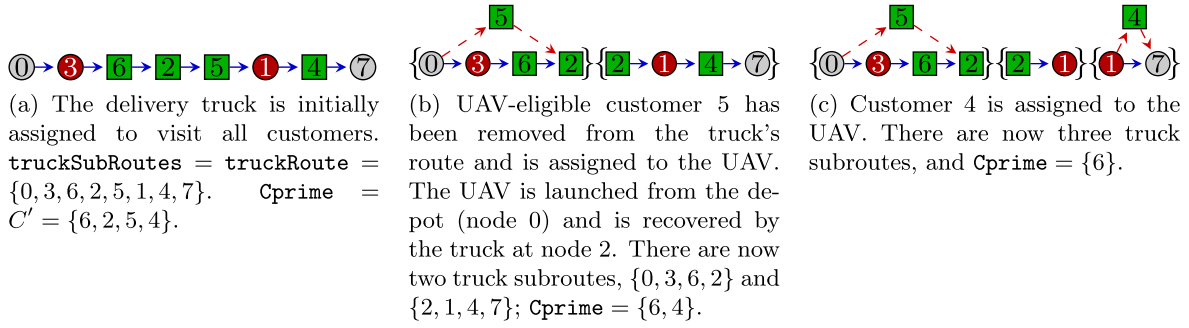 0 3 6 2 5 1 4 7
(a) The delivery truck is initially
assigned to visit all customers.
truckSubRoutes = truckRoute =
{0, 3, 6, 2, 5, 1, 4, 7}. Cprime =
C′ = {6, 2, 5, 4}.
5
{0 3 6 2} {2 1 4 7}
(b) UAV-eligible customer 5 has
been removed from the truck's
route and is assigned to the UAV.
The UAV is launched from the de-
pot (node 0) and is recovered by
the truck at node 2. There are now
two truck subroutes, {0, 3, 6, 2} and
{2, 1, 4, 7}; Cprime = {6, 4}.
5 4
{0 3 6 2} {2 1} {1 7}
(c) Customer 4 is assigned to the
UAV. There are now three truck
subroutes, and Cprime = {6}.